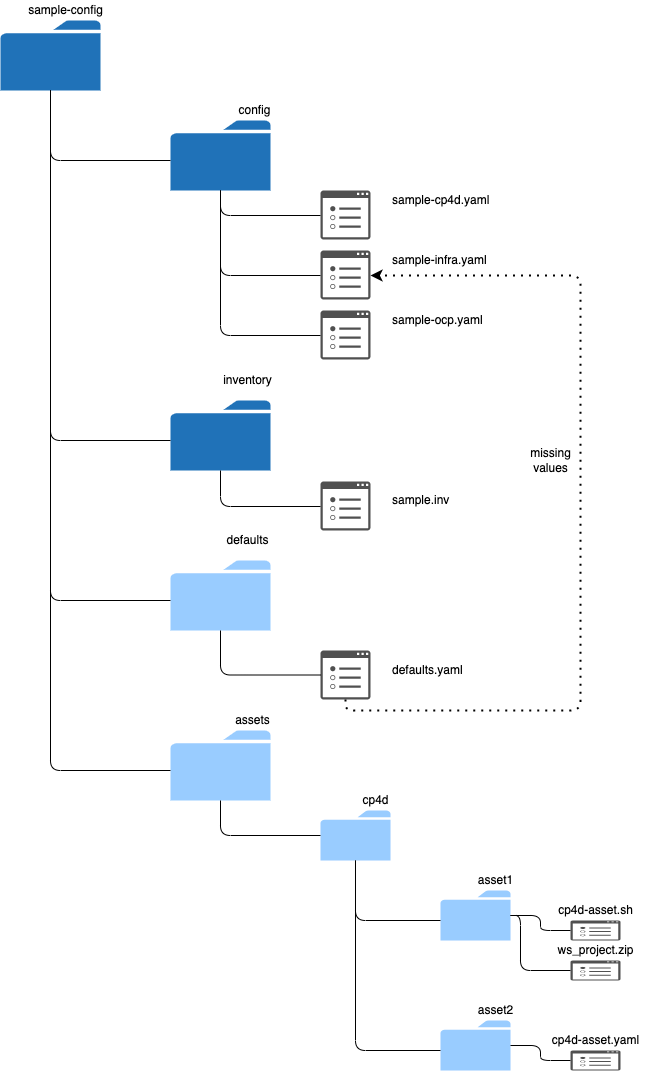 sample-config
config
sample-cp4d.yaml
sample-infra.yaml
sample-ocp.yaml
inventory
missing
values
sample.inv
defaults
defaults.yaml
assets
cp4d
asset1
cp4d-asset.sh
ws_project.zip
asset2
cp4d-asset.yaml